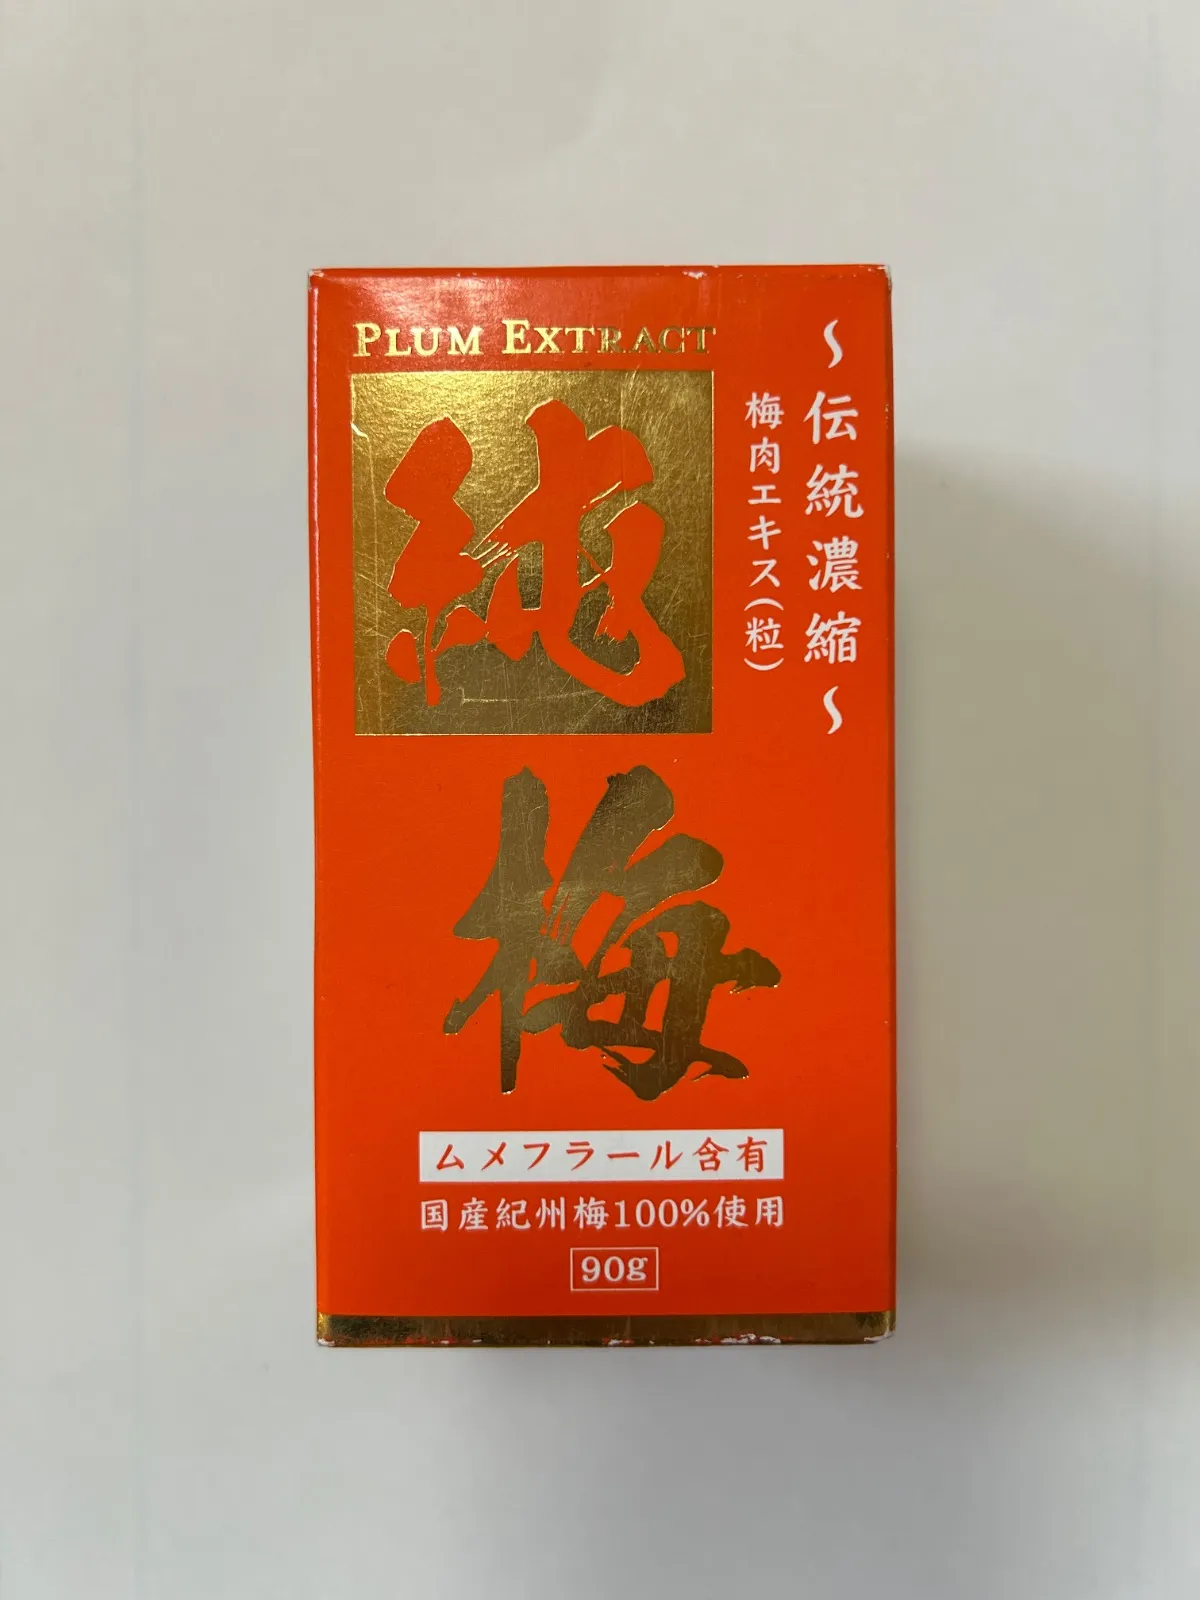 PLUM EXTRACT
〜伝統濃縮〜
梅肉エキス(粒)
純
梅
ムメフラール含有
国産紀州梅100%使用
90g